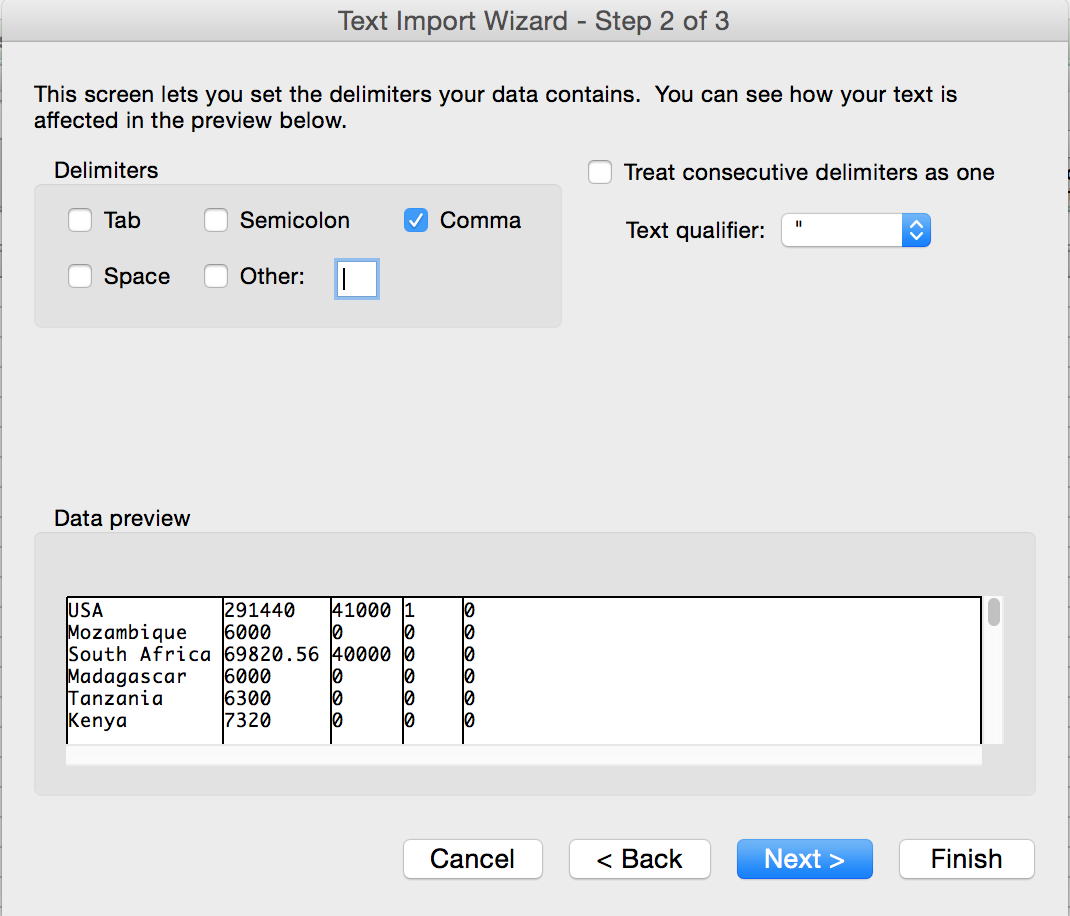 Text Import Wizard - Step 2 of 3
This screen lets you set the delimiters your data contains.  You can see how your text is
affected in the preview below.
Delimiters
Treat consecutive delimiters as one
Tab Semicolon Comma
Text qualifier: "
Space Other:
Data preview
USA 291440 41000 1 0
Mozambique 6000 0 0 0
South Africa 69820.56 40000 0 0
Madagascar 6000 0 0 0
Tanzania 6300 0 0 0
Kenya 7320 0 0 0
Cancel < Back Next > Finish